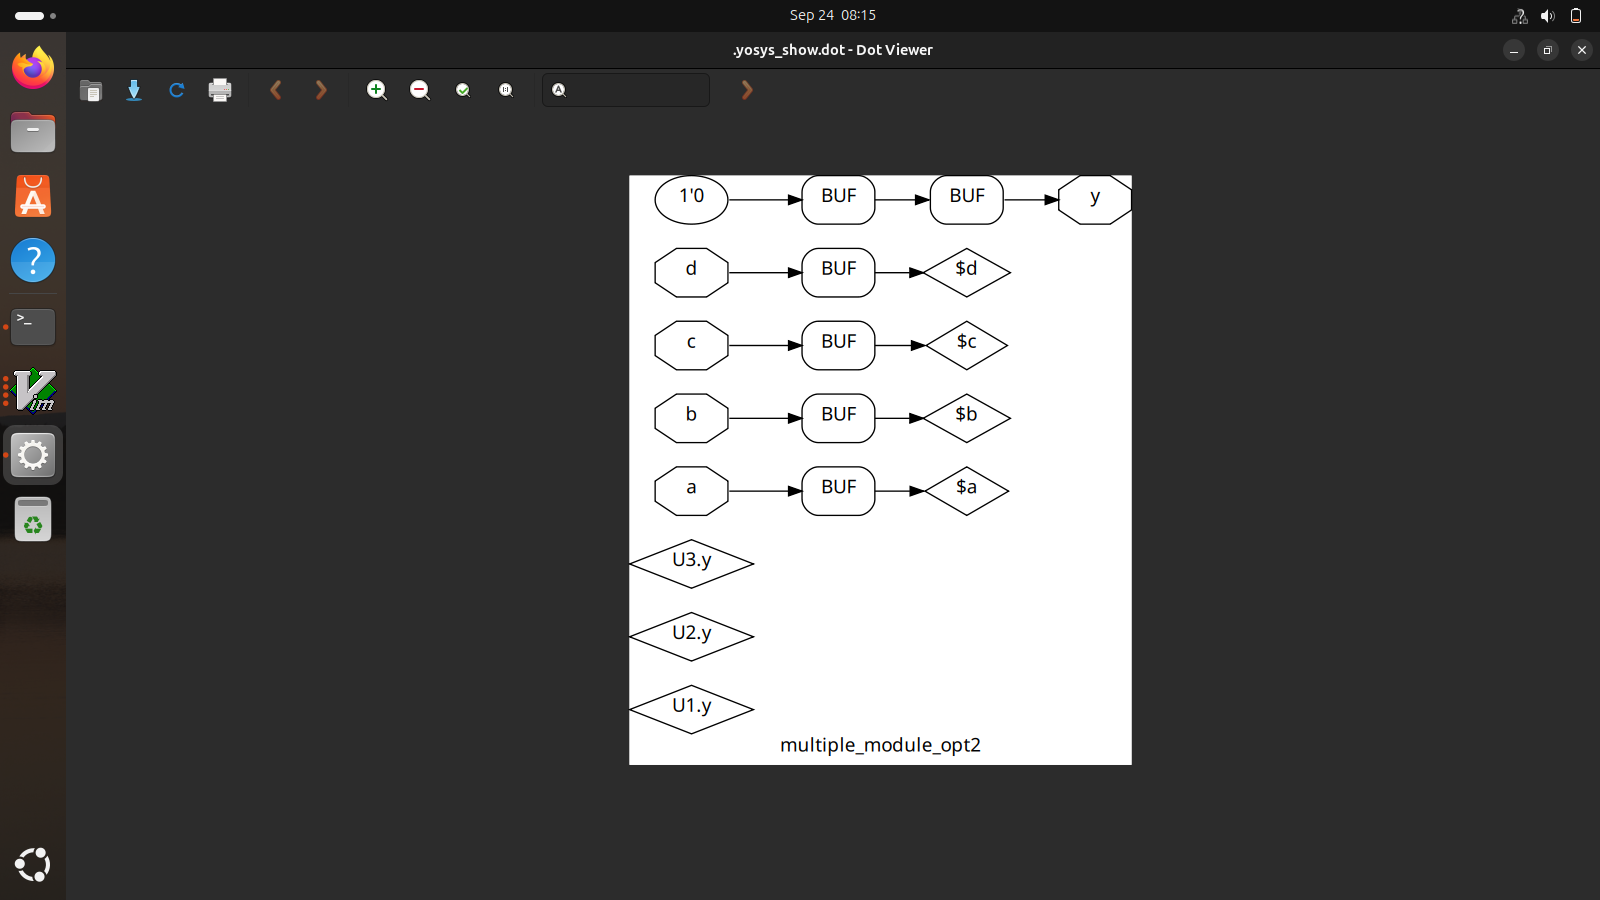 Sep 24 08:15
.yosys_show.dot - Dot Viewer
1'0 BUF BUF y
d BUF $d
c BUF $c
b BUF $b
a BUF $a
U3.y
U2.y
U1.y
multiple_module_opt2